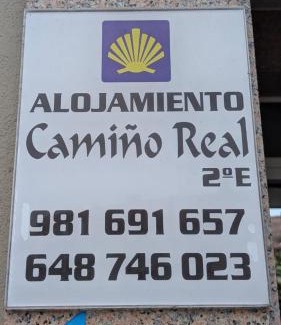 ALOJAMIENTO
Camiño Real
2ºE
981 691 657
648 746 023